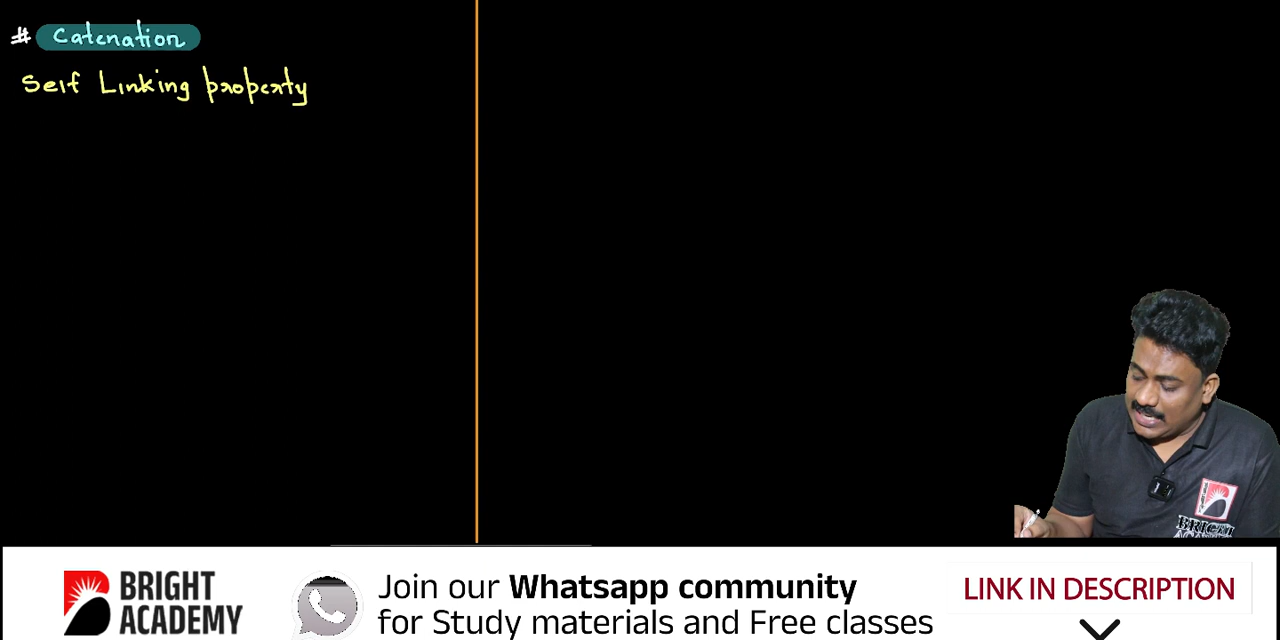 # Catenation
Self Linking property
BRIGHT
ACADEMY
Join our Whatsapp community
for Study materials and Free classes
LINK IN DESCRIPTION